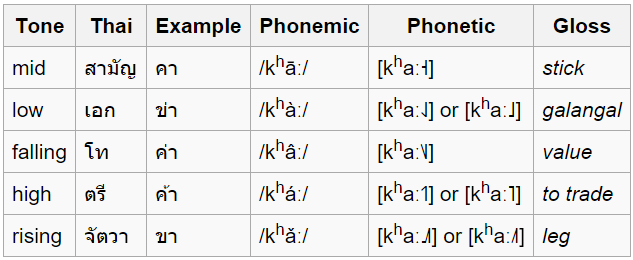 Tone Thai Example Phonemic Phonetic Gloss
mid สามัญ คา /kʰāː/ [kʰaː˧] stick
low เอก ข่า /kʰàː/ [kʰaː˨˩] or [kʰaː˩] galangal
falling โท ค่า /kʰâː/ [kʰaː˥˩] value
high ตรี ค้า /kʰáː/ [kʰaː˦˥] or [kʰaː˥] to trade
rising จัตวา ขา /kʰǎː/ [kʰaː˩˩˦] or [kʰaː˩˦] leg